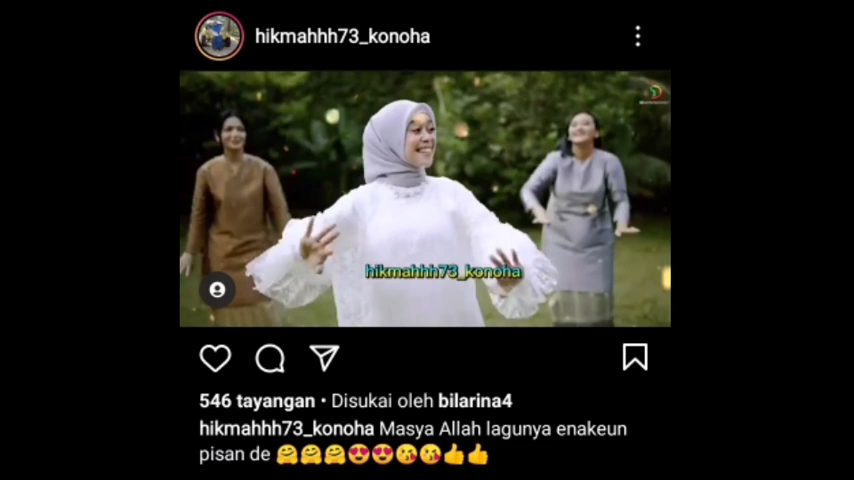 hikmahhh73_konoha
hikmahhh73_konoha
546 tayangan • Disukai oleh bilarina4
hikmahhh73_konoha Masya Allah lagunya enakeun
pisan de 🤗🤗🤗😍😍😘😘👍👍